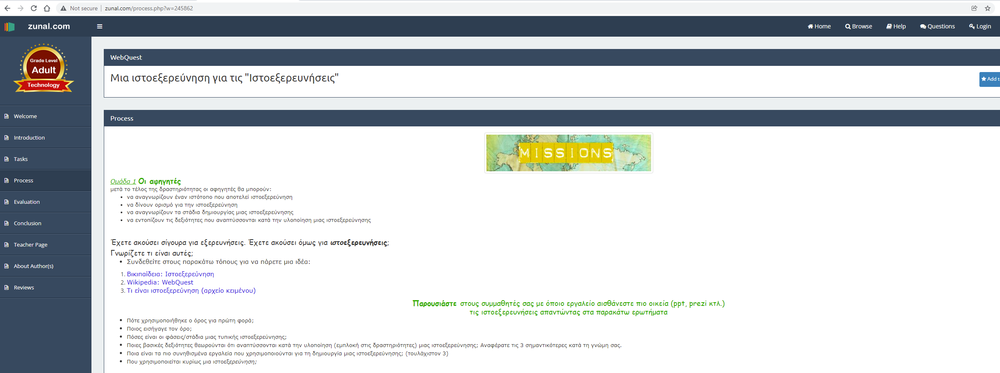 Not secure | zunal.com/process.php?w=245862
zunal.com
Home
Browse
Help
Questions
Login
Grade Level
Adult
Technology
Welcome
Introduction
Tasks
Process
Evaluation
Conclusion
Teacher Page
About Author(s)
Reviews
WebQuest
Μια ιστοεξερεύνηση για τις "Ιστοεξερευνήσεις"
Add t
Process
MISSIONS
Ομάδα 1 Οι αφηγητές
μετά το τέλος της δραστηριότητας οι αφηγητές θα μπορούν:
• να αναγνωρίζουν έναν ιστότοπο που αποτελεί ιστοεξερεύνηση
• να δίνουν ορισμό για την ιστοεξερεύνηση
• να αναγνωρίζουν τα στάδια δημιουργίας μιας ιστοεξερεύνησης
• να εντοπίζουν τις δεξιότητες που αναπτύσσονται κατά την υλοποίηση μιας ιστοεξερεύνησης
Έχετε ακούσει σίγουρα για εξερευνήσεις. Έχετε ακούσει όμως για ιστοεξερευνήσεις;
Γνωρίζετε τι είναι αυτές;
• Συνδεθείτε στους παρακάτω τόπους για να πάρετε μια ιδέα:
1. Βικιπαίδεια: Ιστοεξερεύνηση
2. Wikipedia: WebQuest
3. Τι είναι ιστοεξερεύνηση (αρχείο κειμένου)
Παρουσιάστε στους συμμαθητές σας με όποιο εργαλείο αισθάνεστε πιο οικεία (ppt, prezi κτλ.)
τις ιστοεξερευνήσεις απαντώντας στα παρακάτω ερωτήματα
• Πότε χρησιμοποιήθηκε ο όρος για πρώτη φορά;
• Ποιος εισήγαγε τον όρο;
• Πόσες είναι οι φάσεις/στάδια μιας τυπικής ιστοεξερεύνησης;
• Ποιες βασικές δεξιότητες θεωρούνται ότι αναπτύσσονται κατά την υλοποίηση (εμπλοκή στις δραστηριότητες) μιας ιστοεξερεύνησης; Αναφέρατε τις 3 σημαντικότερες κατά τη γνώμη σας.
• Ποια είναι τα πιο συνηθισμένα εργαλεία που χρησιμοποιούνται για τη δημιουργία μιας ιστοεξερεύνησης; (τουλάχιστον 3)
• Που χρησιμοποιείται κυρίως μια ιστοεξερεύνηση;